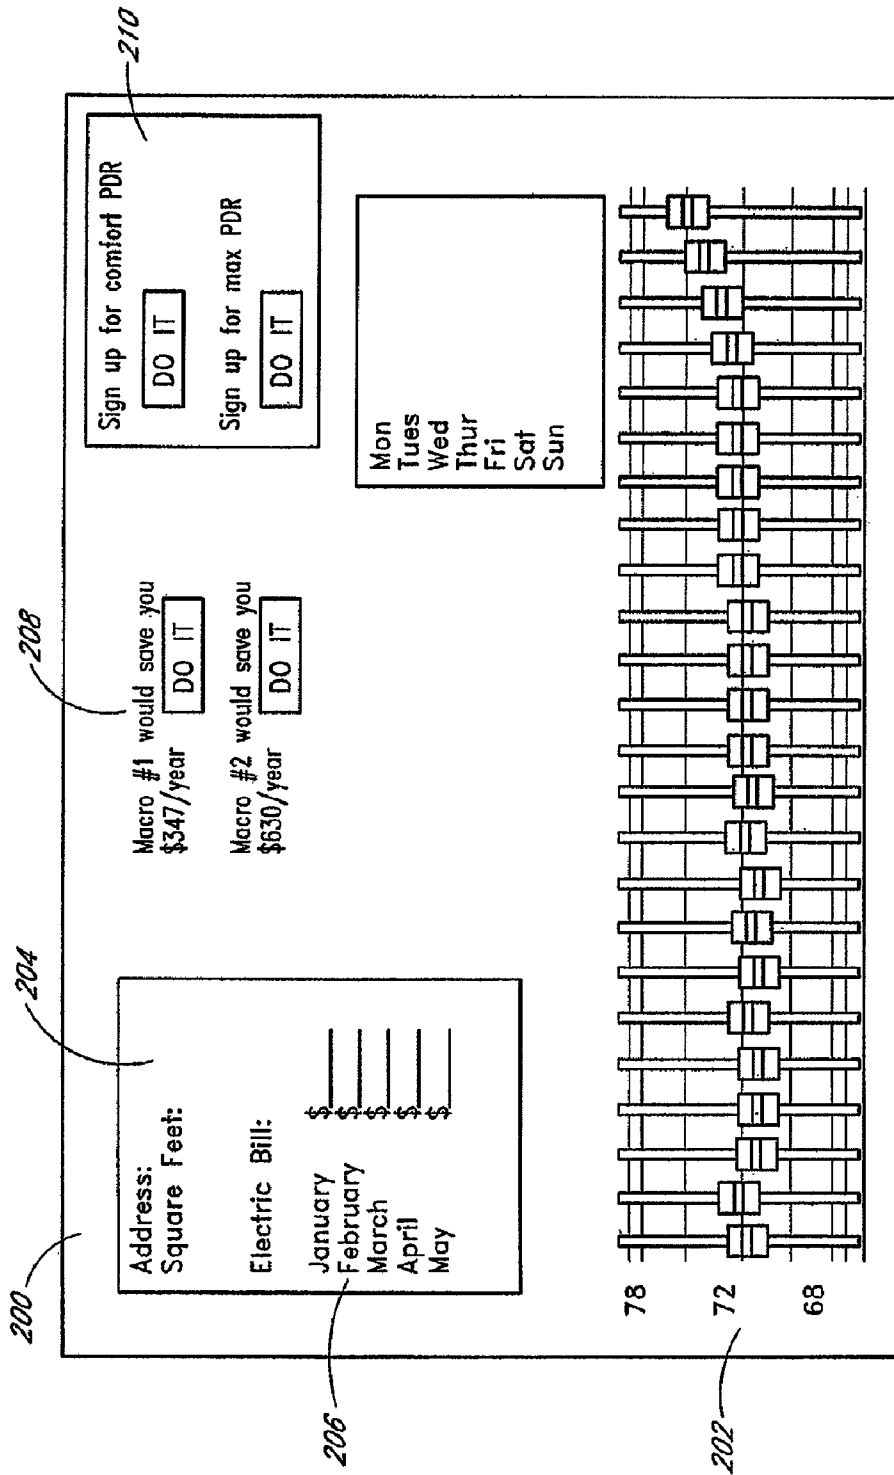 200
204
Address:
Square Feet:
Electric Bill:
January $
February $
March $
April $
May $
206
208
Macro #1 would save you
$347/year
DO IT
Macro #2 would save you
$630/year
DO IT
210
Sign up for comfort PDR
DO IT
Sign up for max PDR
DO IT
Mon
Tues
Wed
Thur
Fri
Sat
Sun
78
72
68
202